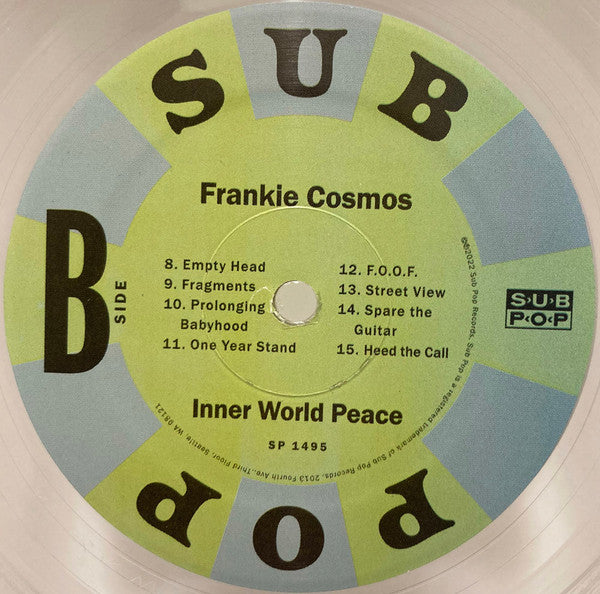 SUB
Frankie Cosmos
B
SIDE
8. Empty Head
9. Fragments
10. Prolonging
Babyhood
11. One Year Stand
12. F.O.O.F.
13. Street View
14. Spare the
Guitar
15. Heed the Call
SUB
POP
Inner World Peace
SP 1495
℗©2022 Sub Pop Records. Sub Pop is a registered trademark of Sub Pop Records, 2013 Fourth Ave., Third Floor, Seattle, WA 98121
POP